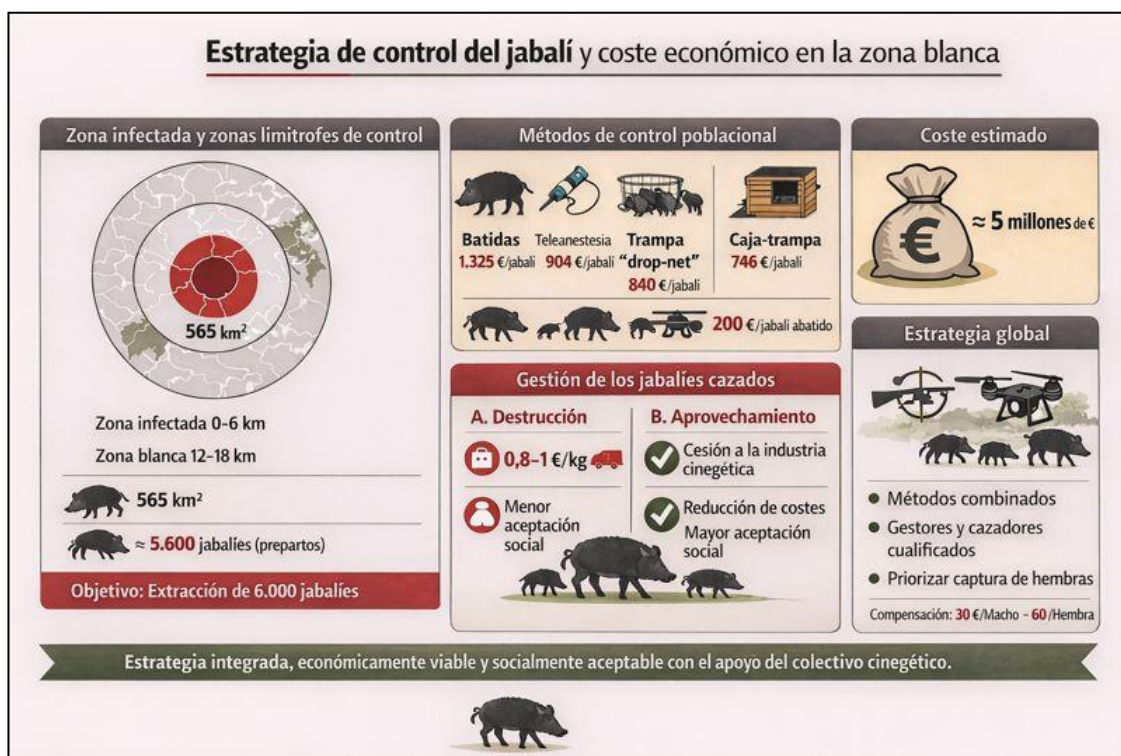 Estrategia de control del jabalí y coste económico en la zona blanca
Zona infectada y zonas limitrofes de control
565 km²
Zona infectada 0-6 km
Zona blanca 12-18 km
565 km²
≈ 5.600 jabalíes (prepartos)
Objetivo: Extracción de 6.000 jabalíes
Métodos de control poblacional
Batidas
1.325 €/jabali
Teleanestesia
904 €/jabali
Trampa
"drop-net"
840 €/jabali
Caja-trampa
746 €/jabali
200 €/jabali abatido
Gestión de los jabalíes cazados
A. Destrucción
0,8-1 €/kg
Menor
aceptación
social
B. Aprovechamiento
Cesión a la industria
cinegética
Reducción de costes
Mayor aceptación
social
Coste estimado
€
≈ 5 millones de €
Estrategia global
• Métodos combinados
• Gestores y cazadores
cualificados
• Priorizar captura de hembras
Compensación: 30 €/Macho - 60/Hembra
Estrategia integrada, económicamente viable y socialmente aceptable con el apoyo del colectivo cinegético.